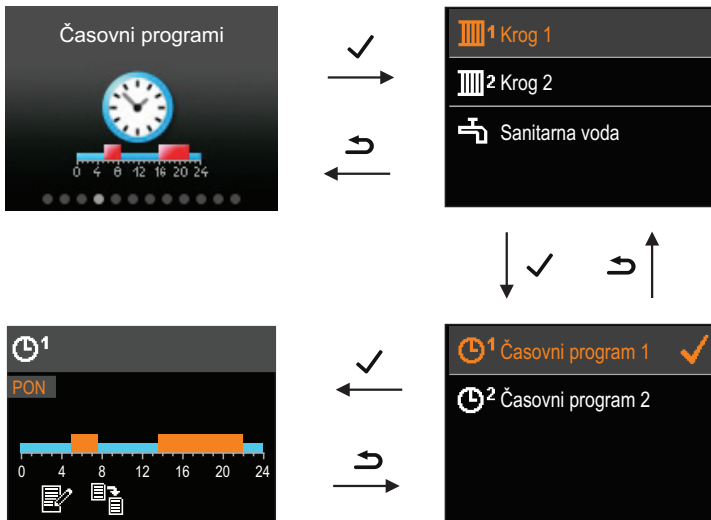 Časovni programi
0 4 8 12 16 20 24
1 Krog 1
2 Krog 2
Sanitarna voda
1 Časovni program 1
2 Časovni program 2
1
PON
0 4 8 12 16 20 24